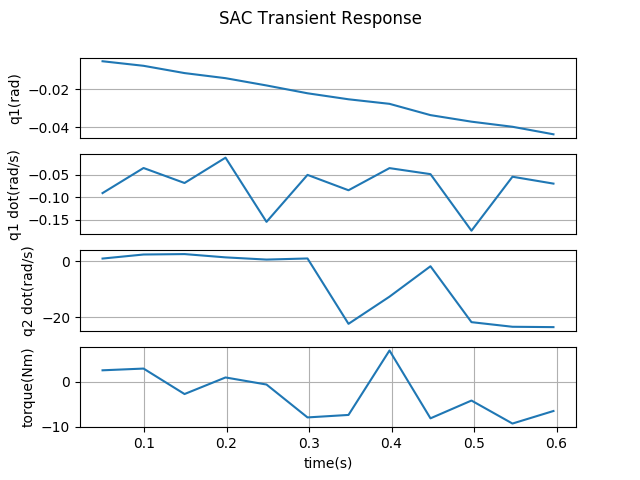 SAC Transient Response
q1(rad)
−0.02
−0.04
q1 dot(rad/s)
−0.05
−0.10
−0.15
q2 dot(rad/s)
0
−20
torque(Nm)
0
−10
0.1 0.2 0.3 0.4 0.5 0.6
time(s)